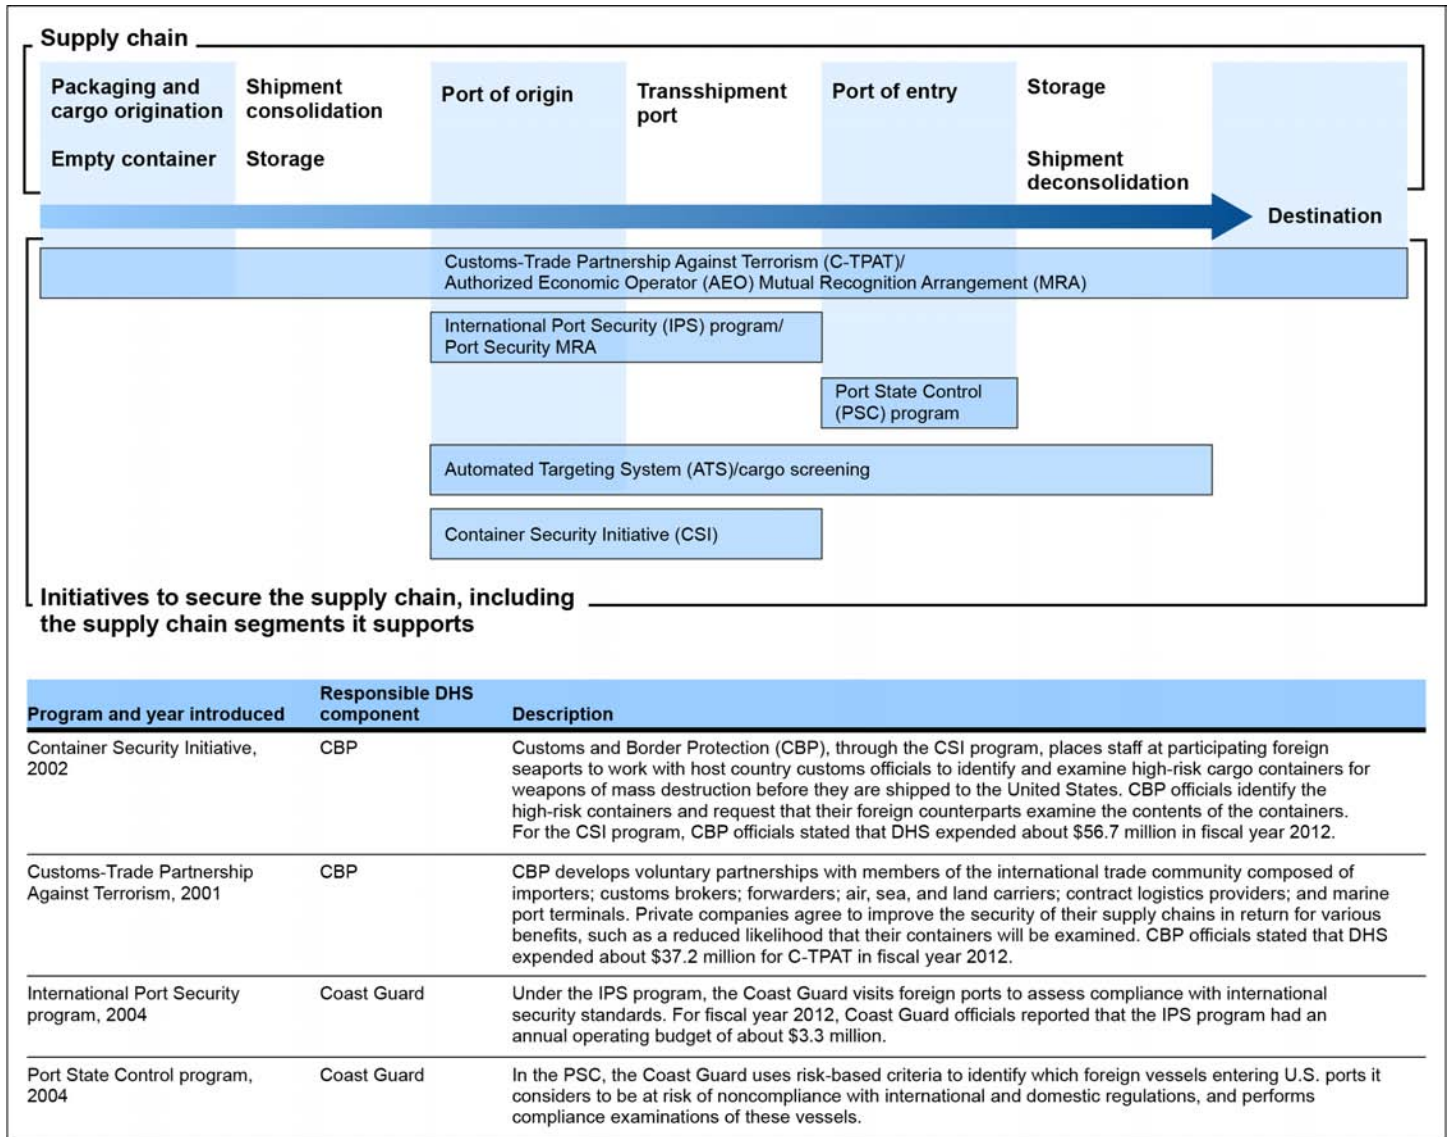 Supply chain
Packaging and
cargo origination
Empty container
Shipment
consolidation
Storage
Port of origin
Transshipment
port
Port of entry
Storage
Shipment
deconsolidation
Destination
Customs-Trade Partnership Against Terrorism (C-TPAT)/
Authorized Economic Operator (AEO) Mutual Recognition Arrangement (MRA)
International Port Security (IPS) program/
Port Security MRA
Port State Control
(PSC) program
Automated Targeting System (ATS)/cargo screening
Container Security Initiative (CSI)
Initiatives to secure the supply chain, including
the supply chain segments it supports
Program and year introduced
Responsible DHS
component
Description
Container Security Initiative,
2002
CBP
Customs and Border Protection (CBP), through the CSI program, places staff at participating foreign
seaports to work with host country customs officials to identify and examine high-risk cargo containers for
weapons of mass destruction before they are shipped to the United States. CBP officials identify the
high-risk containers and request that their foreign counterparts examine the contents of the containers.
For the CSI program, CBP officials stated that DHS expended about $56.7 million in fiscal year 2012.
Customs-Trade Partnership
Against Terrorism, 2001
CBP
CBP develops voluntary partnerships with members of the international trade community composed of
importers; customs brokers; forwarders; air, sea, and land carriers; contract logistics providers; and marine
port terminals. Private companies agree to improve the security of their supply chains in return for various
benefits, such as a reduced likelihood that their containers will be examined. CBP officials stated that DHS
expended about $37.2 million for C-TPAT in fiscal year 2012.
International Port Security
program, 2004
Coast Guard
Under the IPS program, the Coast Guard visits foreign ports to assess compliance with international
security standards. For fiscal year 2012, Coast Guard officials reported that the IPS program had an
annual operating budget of about $3.3 million.
Port State Control program,
2004
Coast Guard
In the PSC, the Coast Guard uses risk-based criteria to identify which foreign vessels entering U.S. ports it
considers to be at risk of noncompliance with international and domestic regulations, and performs
compliance examinations of these vessels.